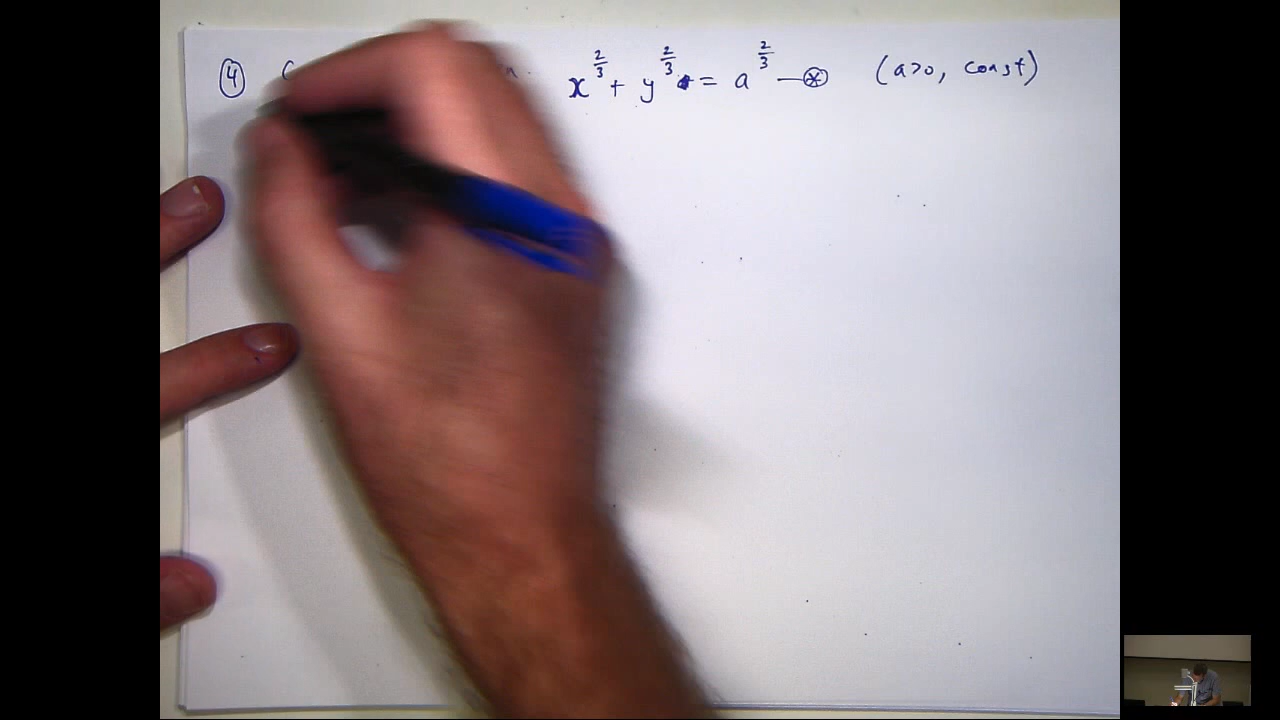 ④ x^{2/3} + y^{2/3} = a^{2/3} —⊛ (a>0, const)